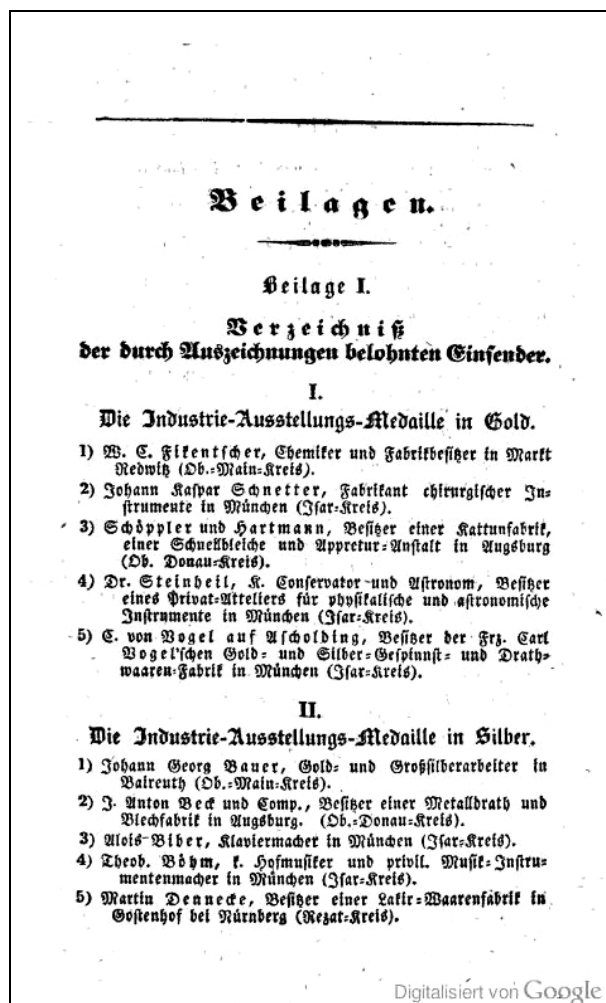 Beilagen.
Beilage I.
Verzeichniß
der durch Auszeichnungen belohnten Einsender.
I.
Die Industrie-Ausstellungs-Medaille in Gold.
1) W. C. Fikentscher, Chemiker und Fabrikbesitzer in Markt
Redwitz (Ob.-Main-Kreis).
2) Johann Kaspar Schnetter, Fabrikant chirurgischer In-
strumente in München (Isar-Kreis).
3) Schöppler und Hartmann, Besitzer einer Kattunfabrik,
einer Schnellbleiche und Appretur-Anstalt in Augsburg
(Ob. Donau-Kreis).
4) Dr. Steinheil, K. Conservator und Astronom, Besitzer
eines Privat-Atteliers für physikalische und astronomische
Instrumente in München (Isar-Kreis).
5) C. von Vogel auf Ascholding, Besitzer der Frz. Carl
Vogel'schen Gold- und Silber-Gespinnst- und Drath-
waaren-Fabrik in München (Isar-Kreis).
II.
Die Industrie-Ausstellungs-Medaille in Silber.
1) Johann Georg Bauer, Gold- und Großsilberarbeiter in
Baireuth (Ob.-Main-Kreis).
2) J. Anton Beck und Comp., Besitzer einer Metalldrath und
Blechfabrik in Augsburg. (Ob.-Donau-Kreis).
3) Alois Biber, Klaviermacher in München (Isar-Kreis).
4) Theob. Böhm, k. Hofmusiker und privil. Musik-Instru-
mentenmacher in München (Isar-Kreis).
5) Martin Dennecke, Besitzer einer Lakir-Waarenfabrik in
Gostenhof bei Nürnberg (Rezat-Kreis).
Digitalisiert von Google